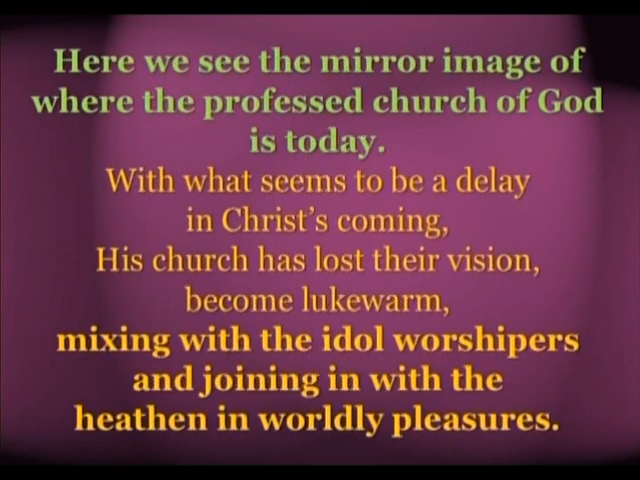 Here we see the mirror image of
where the professed church of God
is today.
With what seems to be a delay
in Christ's coming,
His church has lost their vision,
become lukewarm,
mixing with the idol worshipers
and joining in with the
heathen in worldly pleasures.